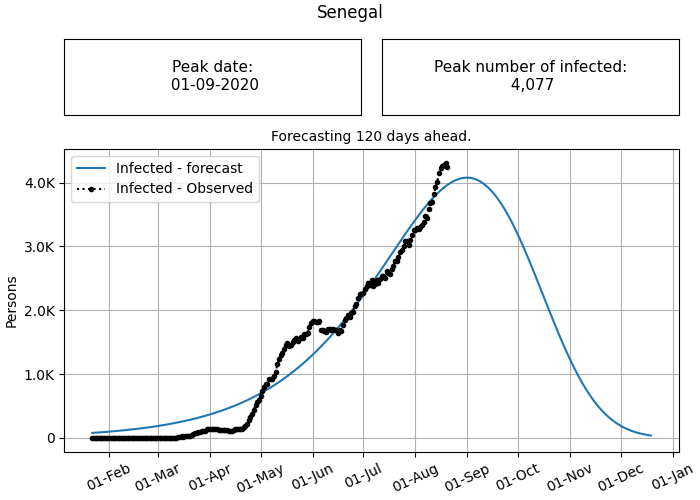 Senegal
Peak date:
01-09-2020
Peak number of infected:
4,077
Forecasting 120 days ahead.
Infected - forecast
Infected - Observed
4.0K
3.0K
2.0K
1.0K
0
Persons
01-Feb
01-Mar
01-Apr
01-May
01-Jun
01-Jul
01-Aug
01-Sep
01-Oct
01-Nov
01-Dec
01-Jan